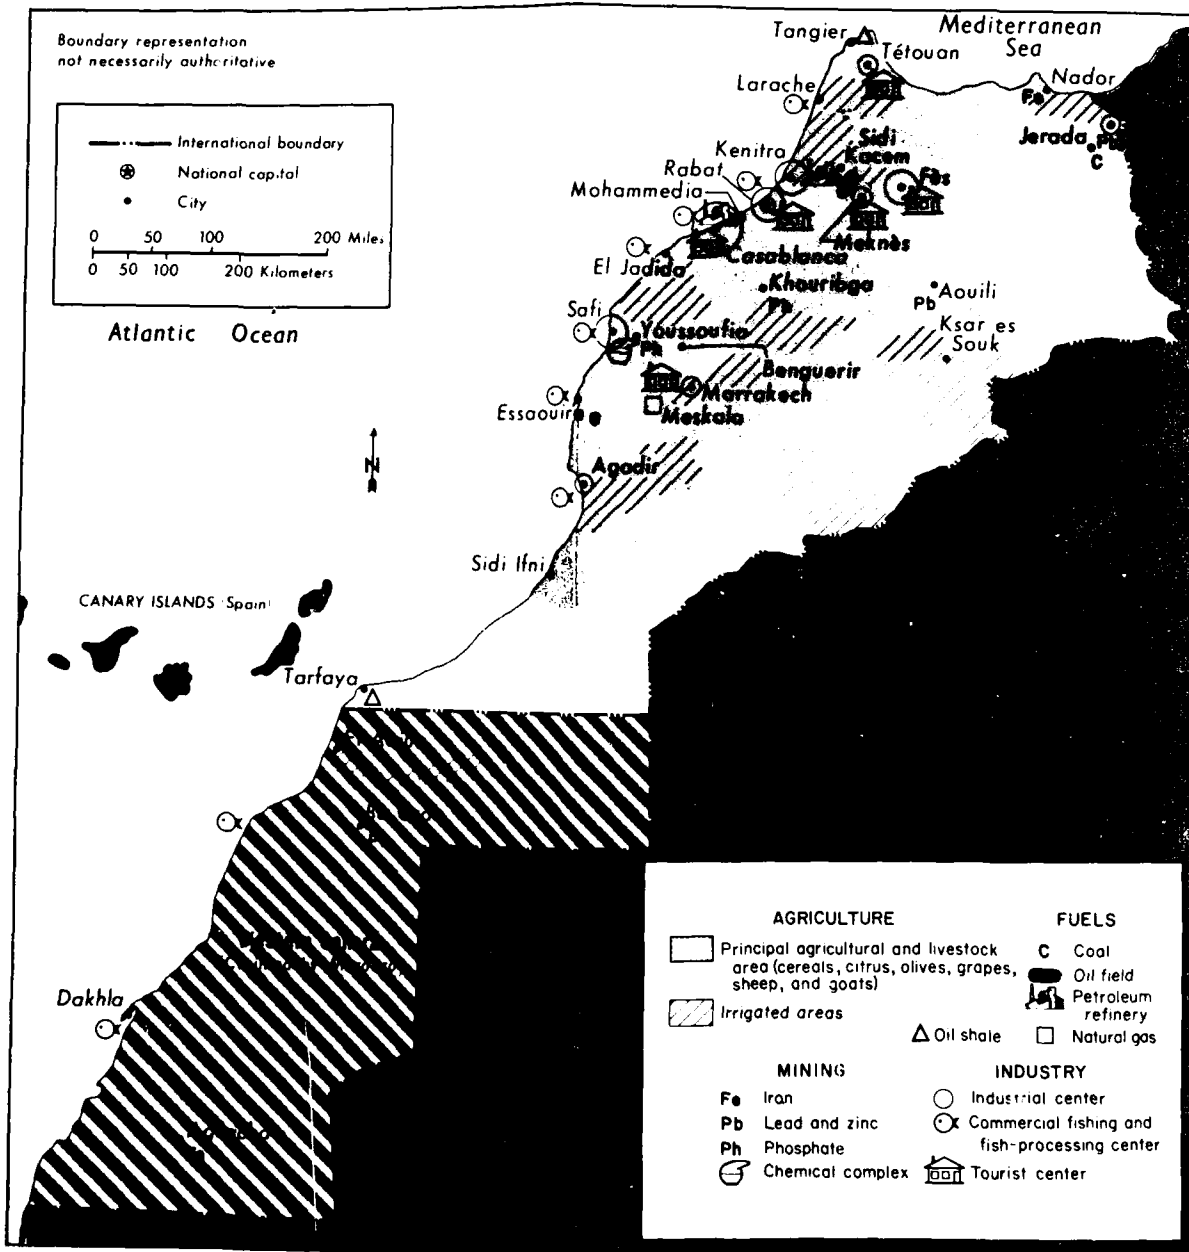 Boundary representation
not necessarily authoritative
International boundary
National capital
City
0 50 100 200 Miles
0 50 100 200 Kilometers
Atlantic Ocean
Mediterranean
Sea
Tangier
Tétouan
Larache
Nador
Fe
Jerada
C
Sidi
Kacem
Kenitra
Rabat
Mohammedia
Fès
Meknès
Casablanca
El Jadida
Khouribga
Ph
Aouili
Pb
Ksar es
Souk
Safi
Youssoufia
Ph
Benguerir
Marrakech
Meskala
Essaouir
N
Agadir
Sidi Ifni
CANARY ISLANDS (Spain)
Tarfaya
Dakhla
AGRICULTURE
Principal agricultural and livestock
area (cereals, citrus, olives, grapes,
sheep, and goats)
Irrigated areas
FUELS
C Coal
Oil field
Petroleum
refinery
Oil shale
Natural gas
MINING
Fe Iron
Pb Lead and zinc
Ph Phosphate
Chemical complex
INDUSTRY
Industrial center
Commercial fishing and
fish-processing center
Tourist center